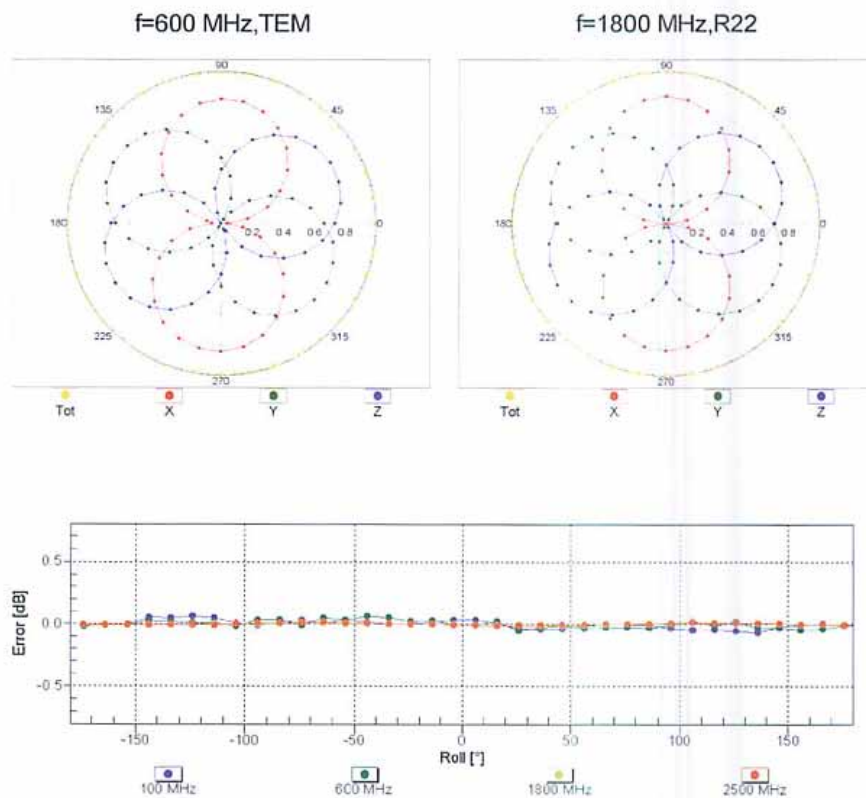 f=600 MHz,TEM
f=1800 MHz,R22
90
135
45
180
0.2
0.4
0.6
0.8
0
225
315
270
Tot
X
Y
Z
90
135
45
180
0.2
0.4
0.6
0.8
0
225
315
270
Tot
X
Y
Z
Error [dB]
0.5
0.0
-0.5
-150
-100
-50
0
50
100
150
Roll [°]
100 MHz
600 MHz
1800 MHz
2500 MHz